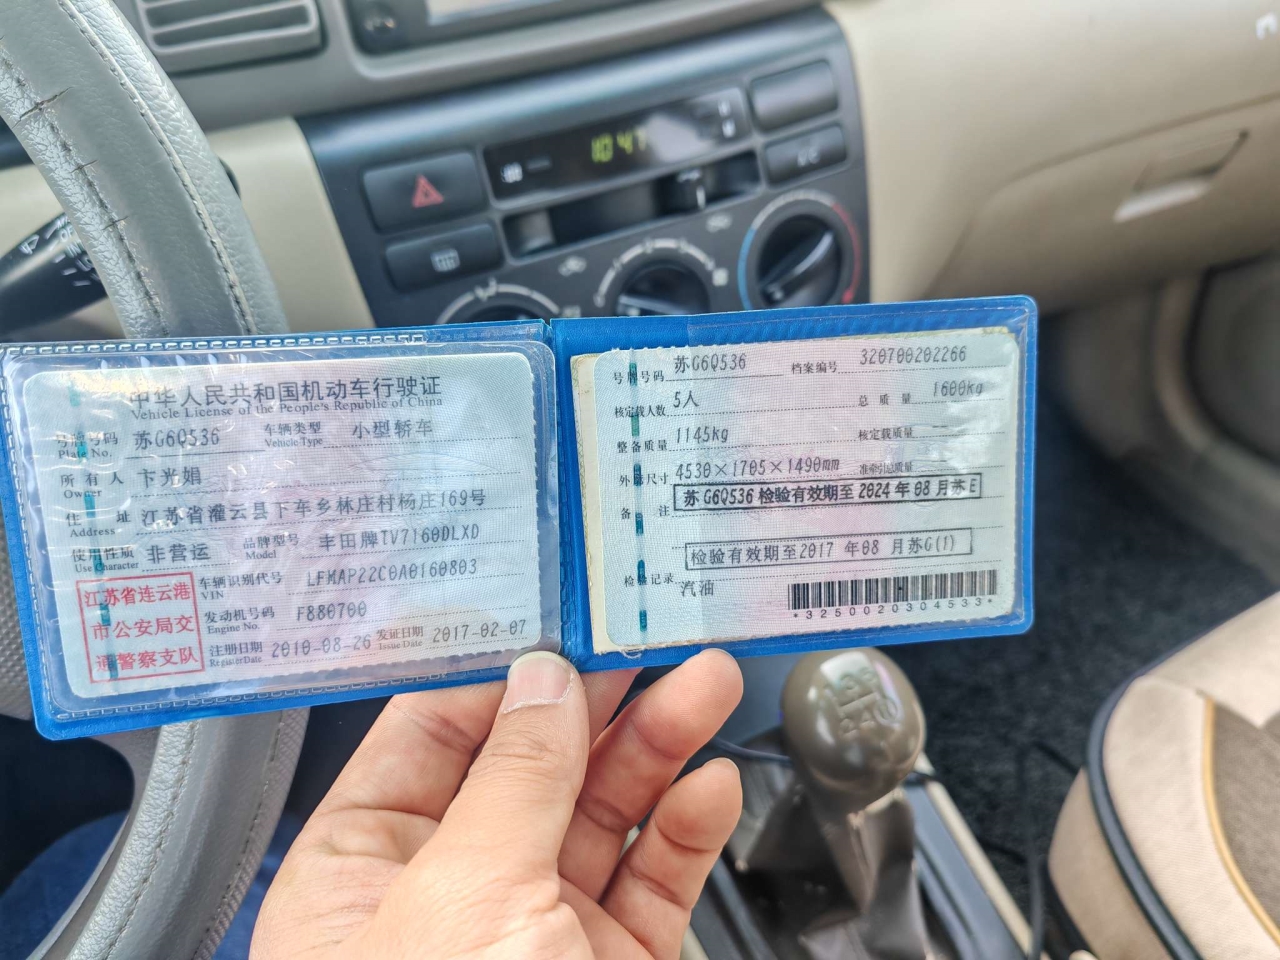 10:47
中华人民共和国机动车行驶证
Vehicle License of the People's Republic of China
号牌号码 苏G6Q536 车辆类型 小型轿车
Plate No. Vehicle Type
所有人 卞光娟
Owner
住址 江苏省灌云县下车乡林庄村杨庄169号
Address
使用性质 非营运 品牌型号 丰田牌TV7160DLXD
Use Character Model
江苏省连云港
市公安局交
通警察支队
车辆识别代号 LFMAP22C0A0160803
VIN
发动机号码 F880700
Engine No.
注册日期 2010-08-26 发证日期 2017-02-07
Register Date Issue Date
号牌号码 苏G6Q536 档案编号 320700202266
核定载人数 5人 总质量 1600kg
整备质量 1145kg 核定载质量
外廓尺寸 4530×1705×1490mm 准牵引总质量
苏G6Q536 检验有效期至2024年08月苏E
备注
检验有效期至2017年08月苏G(1)
检验记录 汽油
*3250020304533*